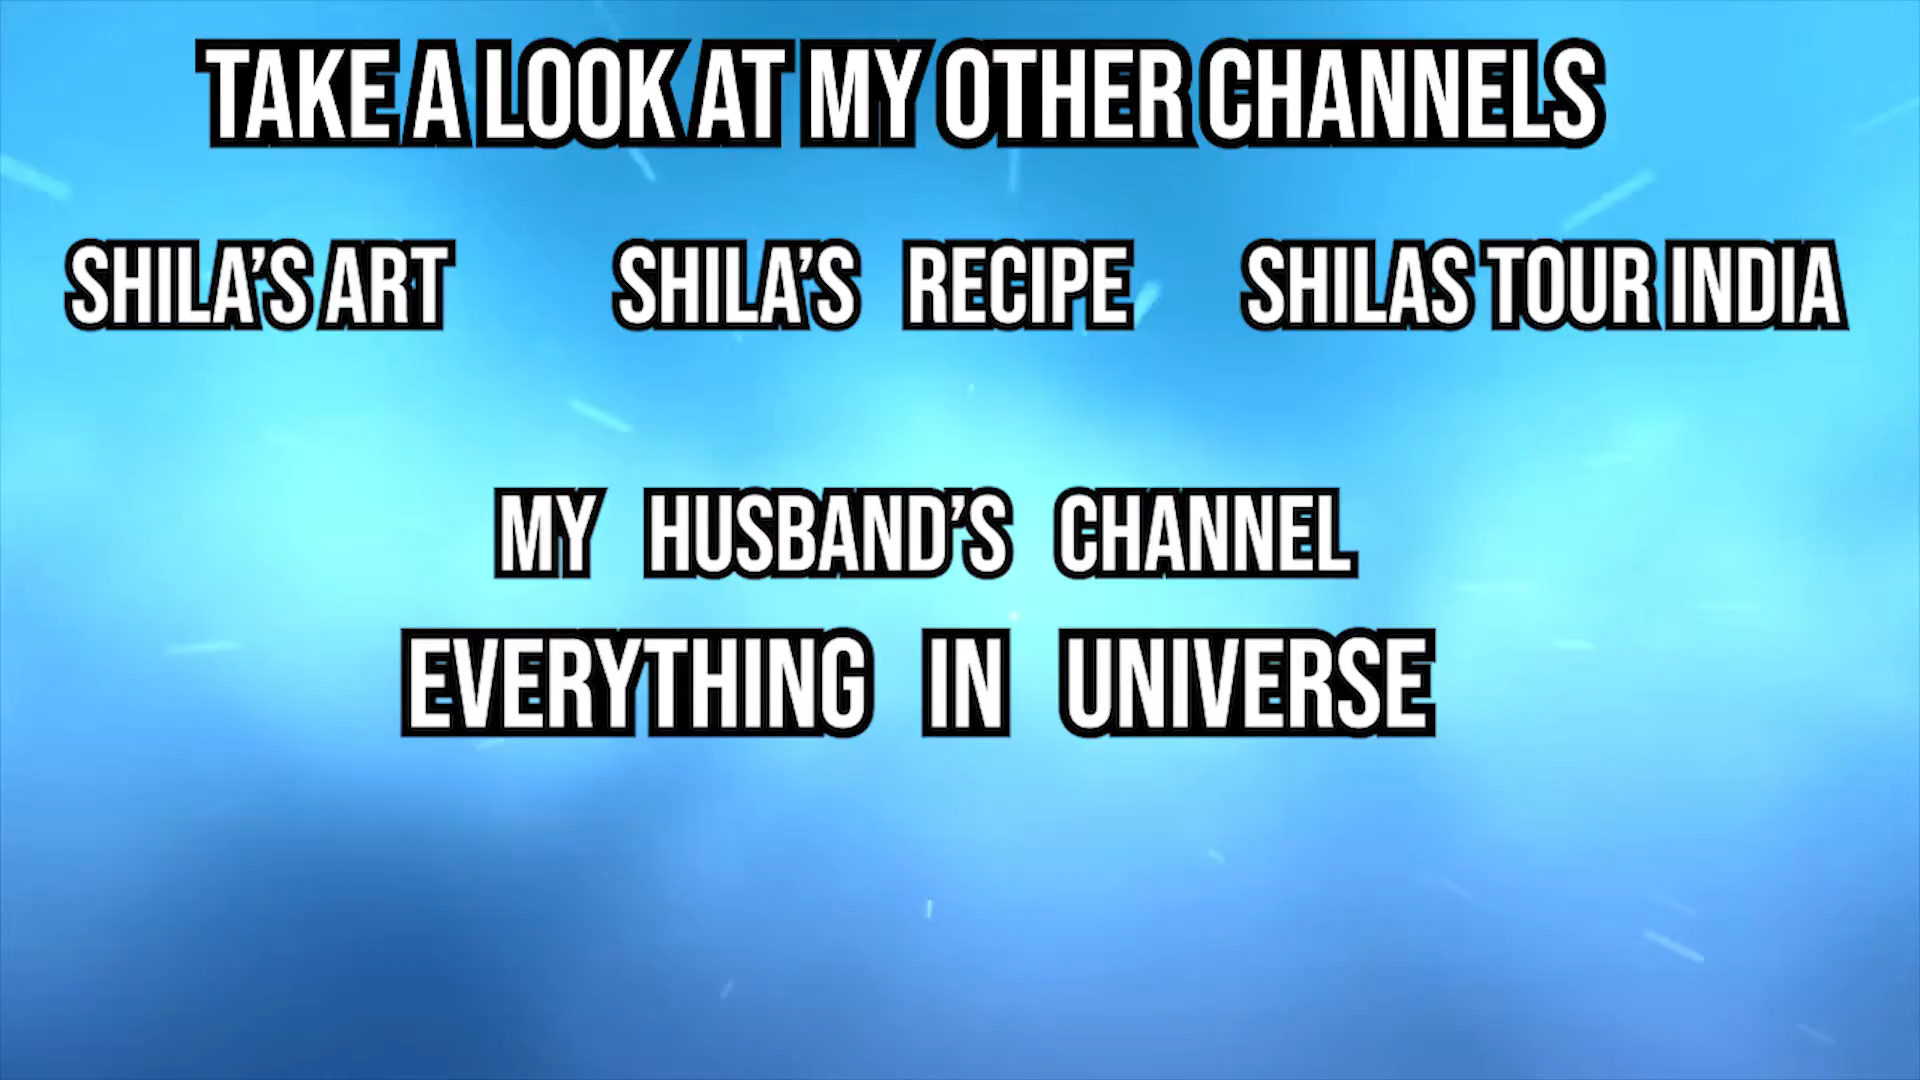 TAKE A LOOK AT MY OTHER CHANNELS
SHILA'S ART SHILA'S RECIPE SHILAS TOUR INDIA
MY HUSBAND'S CHANNEL
EVERYTHING IN UNIVERSE